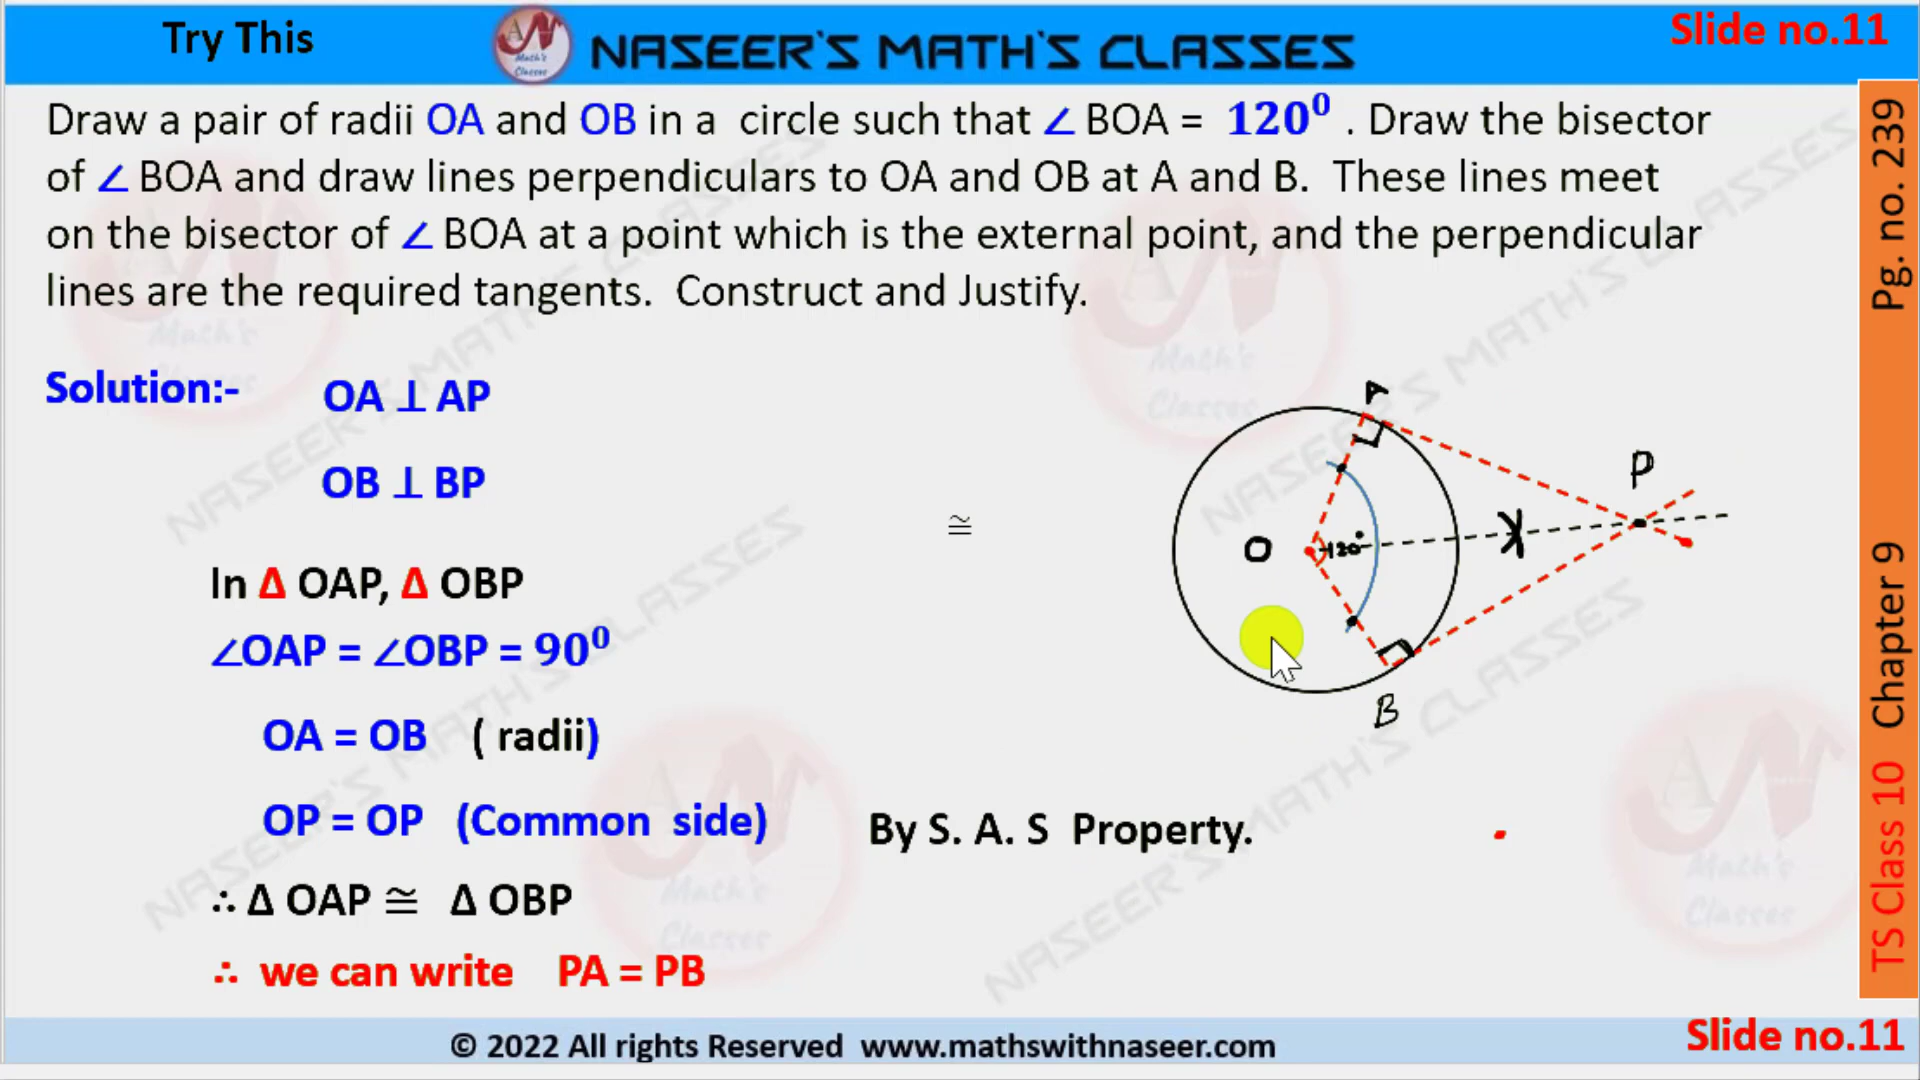 Try This
A N
Math's
Classes
NASEER'S MATH'S CLASSES
Slide no.11
Draw a pair of radii OA and OB in a circle such that ∠ BOA = 120⁰ . Draw the bisector
of ∠ BOA and draw lines perpendiculars to OA and OB at A and B. These lines meet
on the bisector of ∠ BOA at a point which is the external point, and the perpendicular
lines are the required tangents. Construct and Justify.
Solution:-
OA ⊥ AP
OB ⊥ BP
≅
In Δ OAP, Δ OBP
∠OAP = ∠OBP = 90⁰
OA = OB ( radii)
OP = OP (Common side)
By S. A. S Property.
∴ Δ OAP ≅ Δ OBP
∴ we can write PA = PB
A
P
O
120°
B
Pg. no. 239
Chapter 9
TS Class 10
© 2022 All rights Reserved www.mathswithnaseer.com
Slide no.11